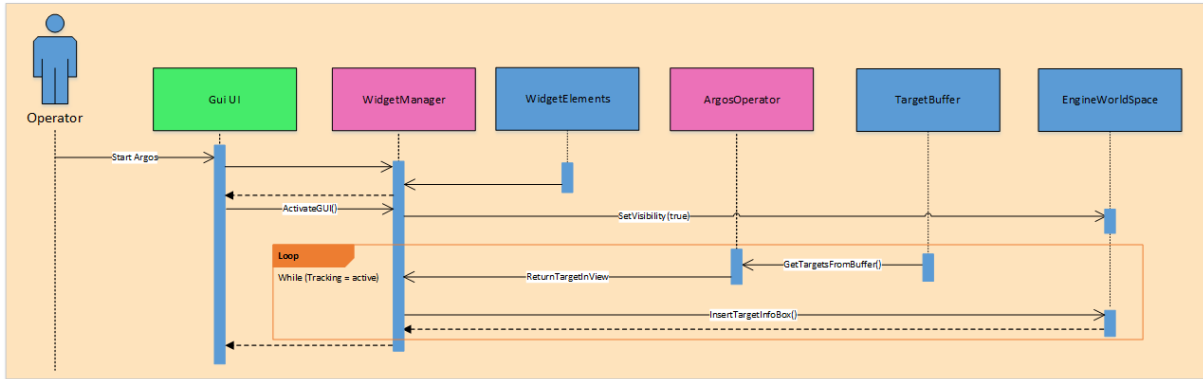 Operator
Gui UI
WidgetManager
WidgetElements
ArgosOperator
TargetBuffer
EngineWorldSpace
Start Argos
ActivateGUI()
SetVisibility(true)
Loop
While (Tracking = active)
GetTargetsFromBuffer()
ReturnTargetInView
InsertTargetInfoBox()